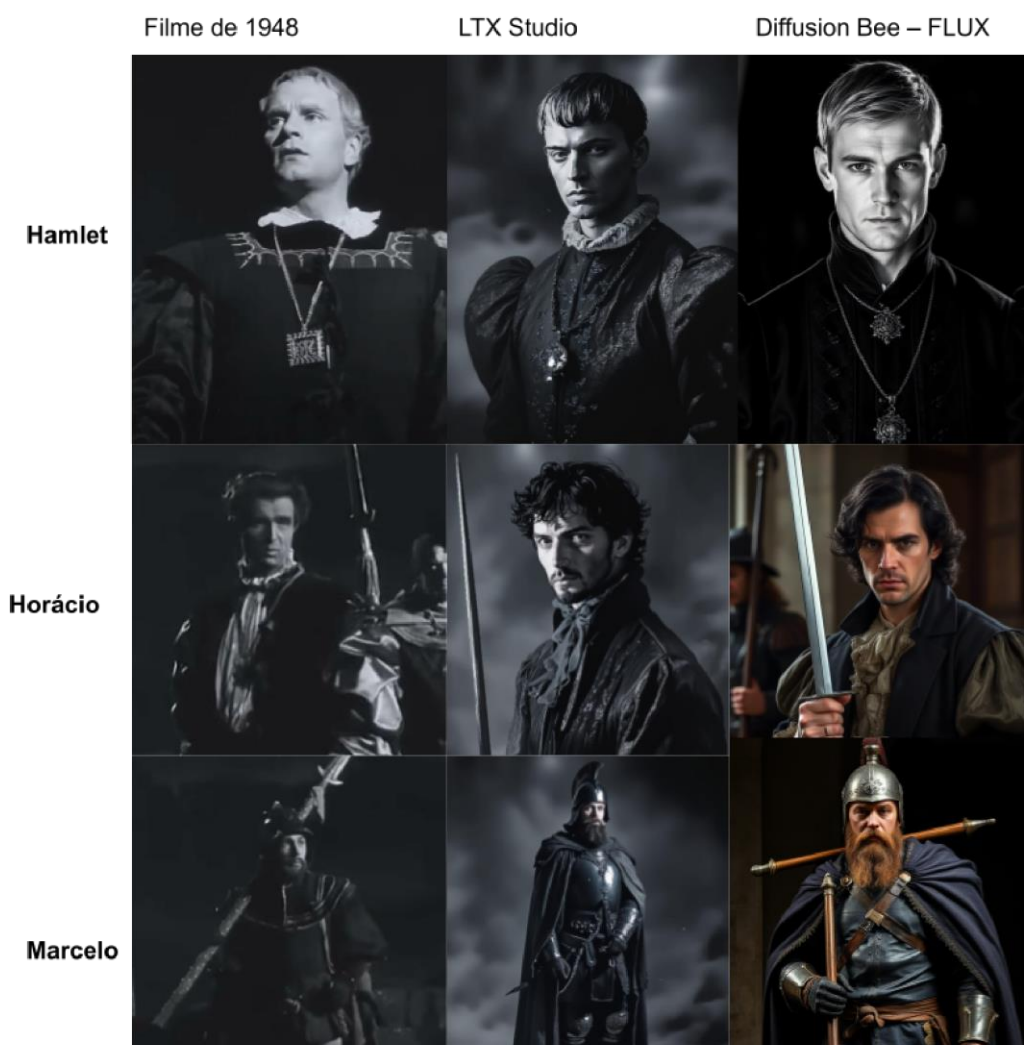 Filme de 1948
LTX Studio
Diffusion Bee – FLUX
Hamlet
Horácio
Marcelo